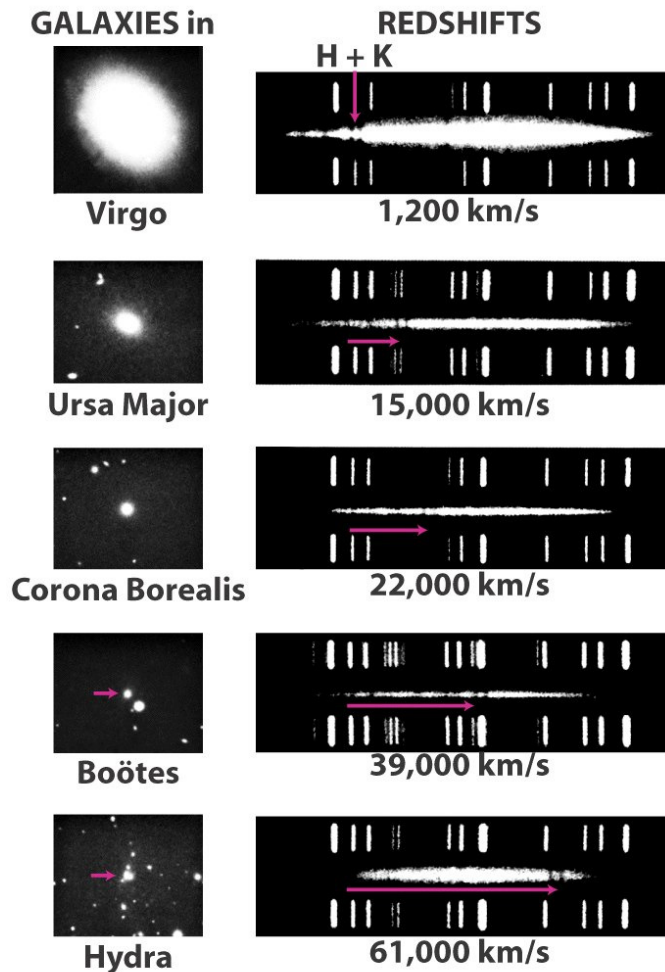 GALAXIES in REDSHIFTS
H + K
Virgo 1,200 km/s
Ursa Major 15,000 km/s
Corona Borealis 22,000 km/s
Boötes 39,000 km/s
Hydra 61,000 km/s